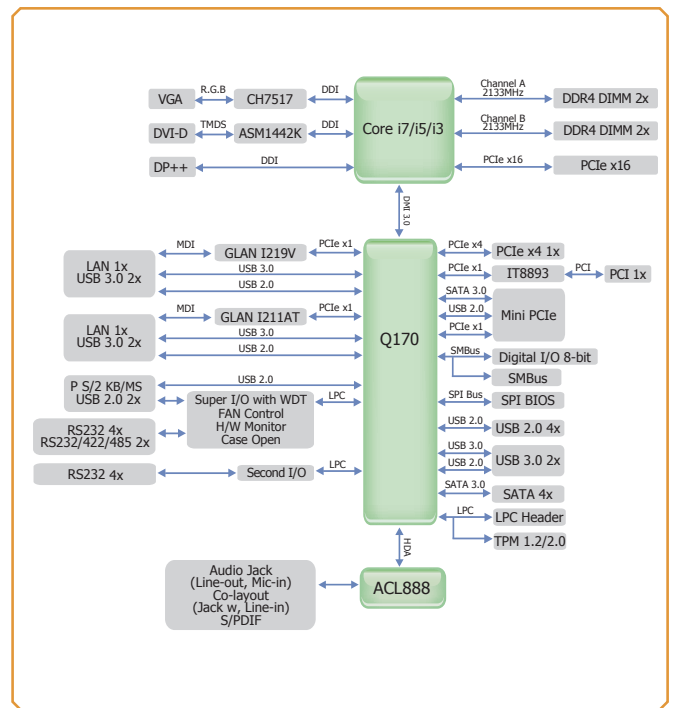 VGA R.G.B CH7517 DDI
DVI-D TMDS ASM1442K DDI
DP++ DDI
Core i7/i5/i3
Channel A
2133MHz
DDR4 DIMM 2x
Channel B
2133MHz
DDR4 DIMM 2x
PCIe x16 PCIe x16
DMI 3.0
LAN 1x
USB 3.0 2x
MDI GLAN I219V PCIe x1
USB 3.0
USB 2.0
LAN 1x
USB 3.0 2x
MDI GLAN I211AT PCIe x1
USB 3.0
USB 2.0
P S/2 KB/MS
USB 2.0 2x
USB 2.0
Super I/O with WDT
FAN Control
H/W Monitor
Case Open
LPC
RS232 4x
RS232/422/485 2x
RS232 4x Second I/O LPC
Q170
PCIe x4 PCIe x4 1x
PCIe x1 IT8893 PCI PCI 1x
SATA 3.0
USB 2.0
PCIe x1
Mini PCIe
SMBus Digital I/O 8-bit
SMBus
SPI Bus SPI BIOS
USB 2.0 USB 2.0 4x
USB 3.0
USB 2.0
USB 3.0 2x
SATA 3.0 SATA 4x
LPC LPC Header
TPM 1.2/2.0
HDA
ACL888
Audio Jack
(Line-out, Mic-in)
Co-layout
(Jack w, Line-in)
S/PDIF